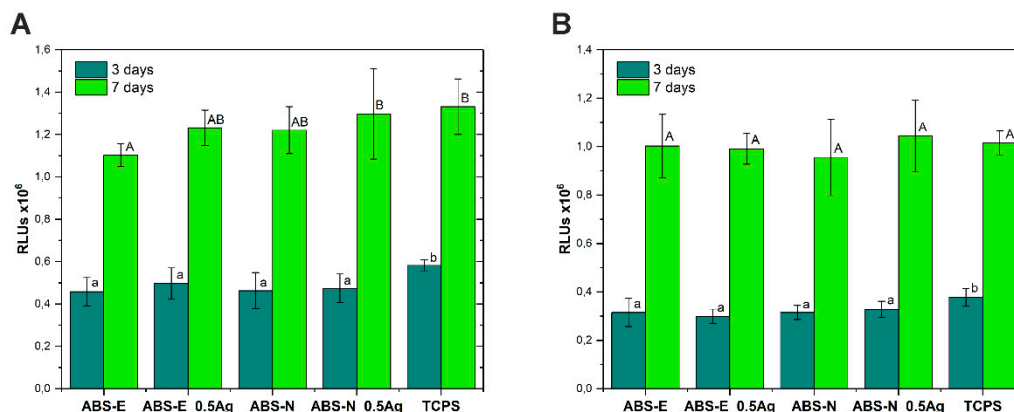 A
B
1,6
1,4
1,2
1,0
0,8
0,6
0,4
0,2
0,0
RLUs x10⁶
3 days
7 days
a
A
a
AB
a
AB
a
B
b
B
ABS-E
ABS-E 0.5Ag
ABS-N
ABS-N 0.5Ag
TCPS
1,4
1,2
1,0
0,8
0,6
0,4
0,2
0,0
RLUs x10⁶
3 days
7 days
a
A
a
A
a
A
a
A
b
A
ABS-E
ABS-E 0.5Ag
ABS-N
ABS-N 0.5Ag
TCPS